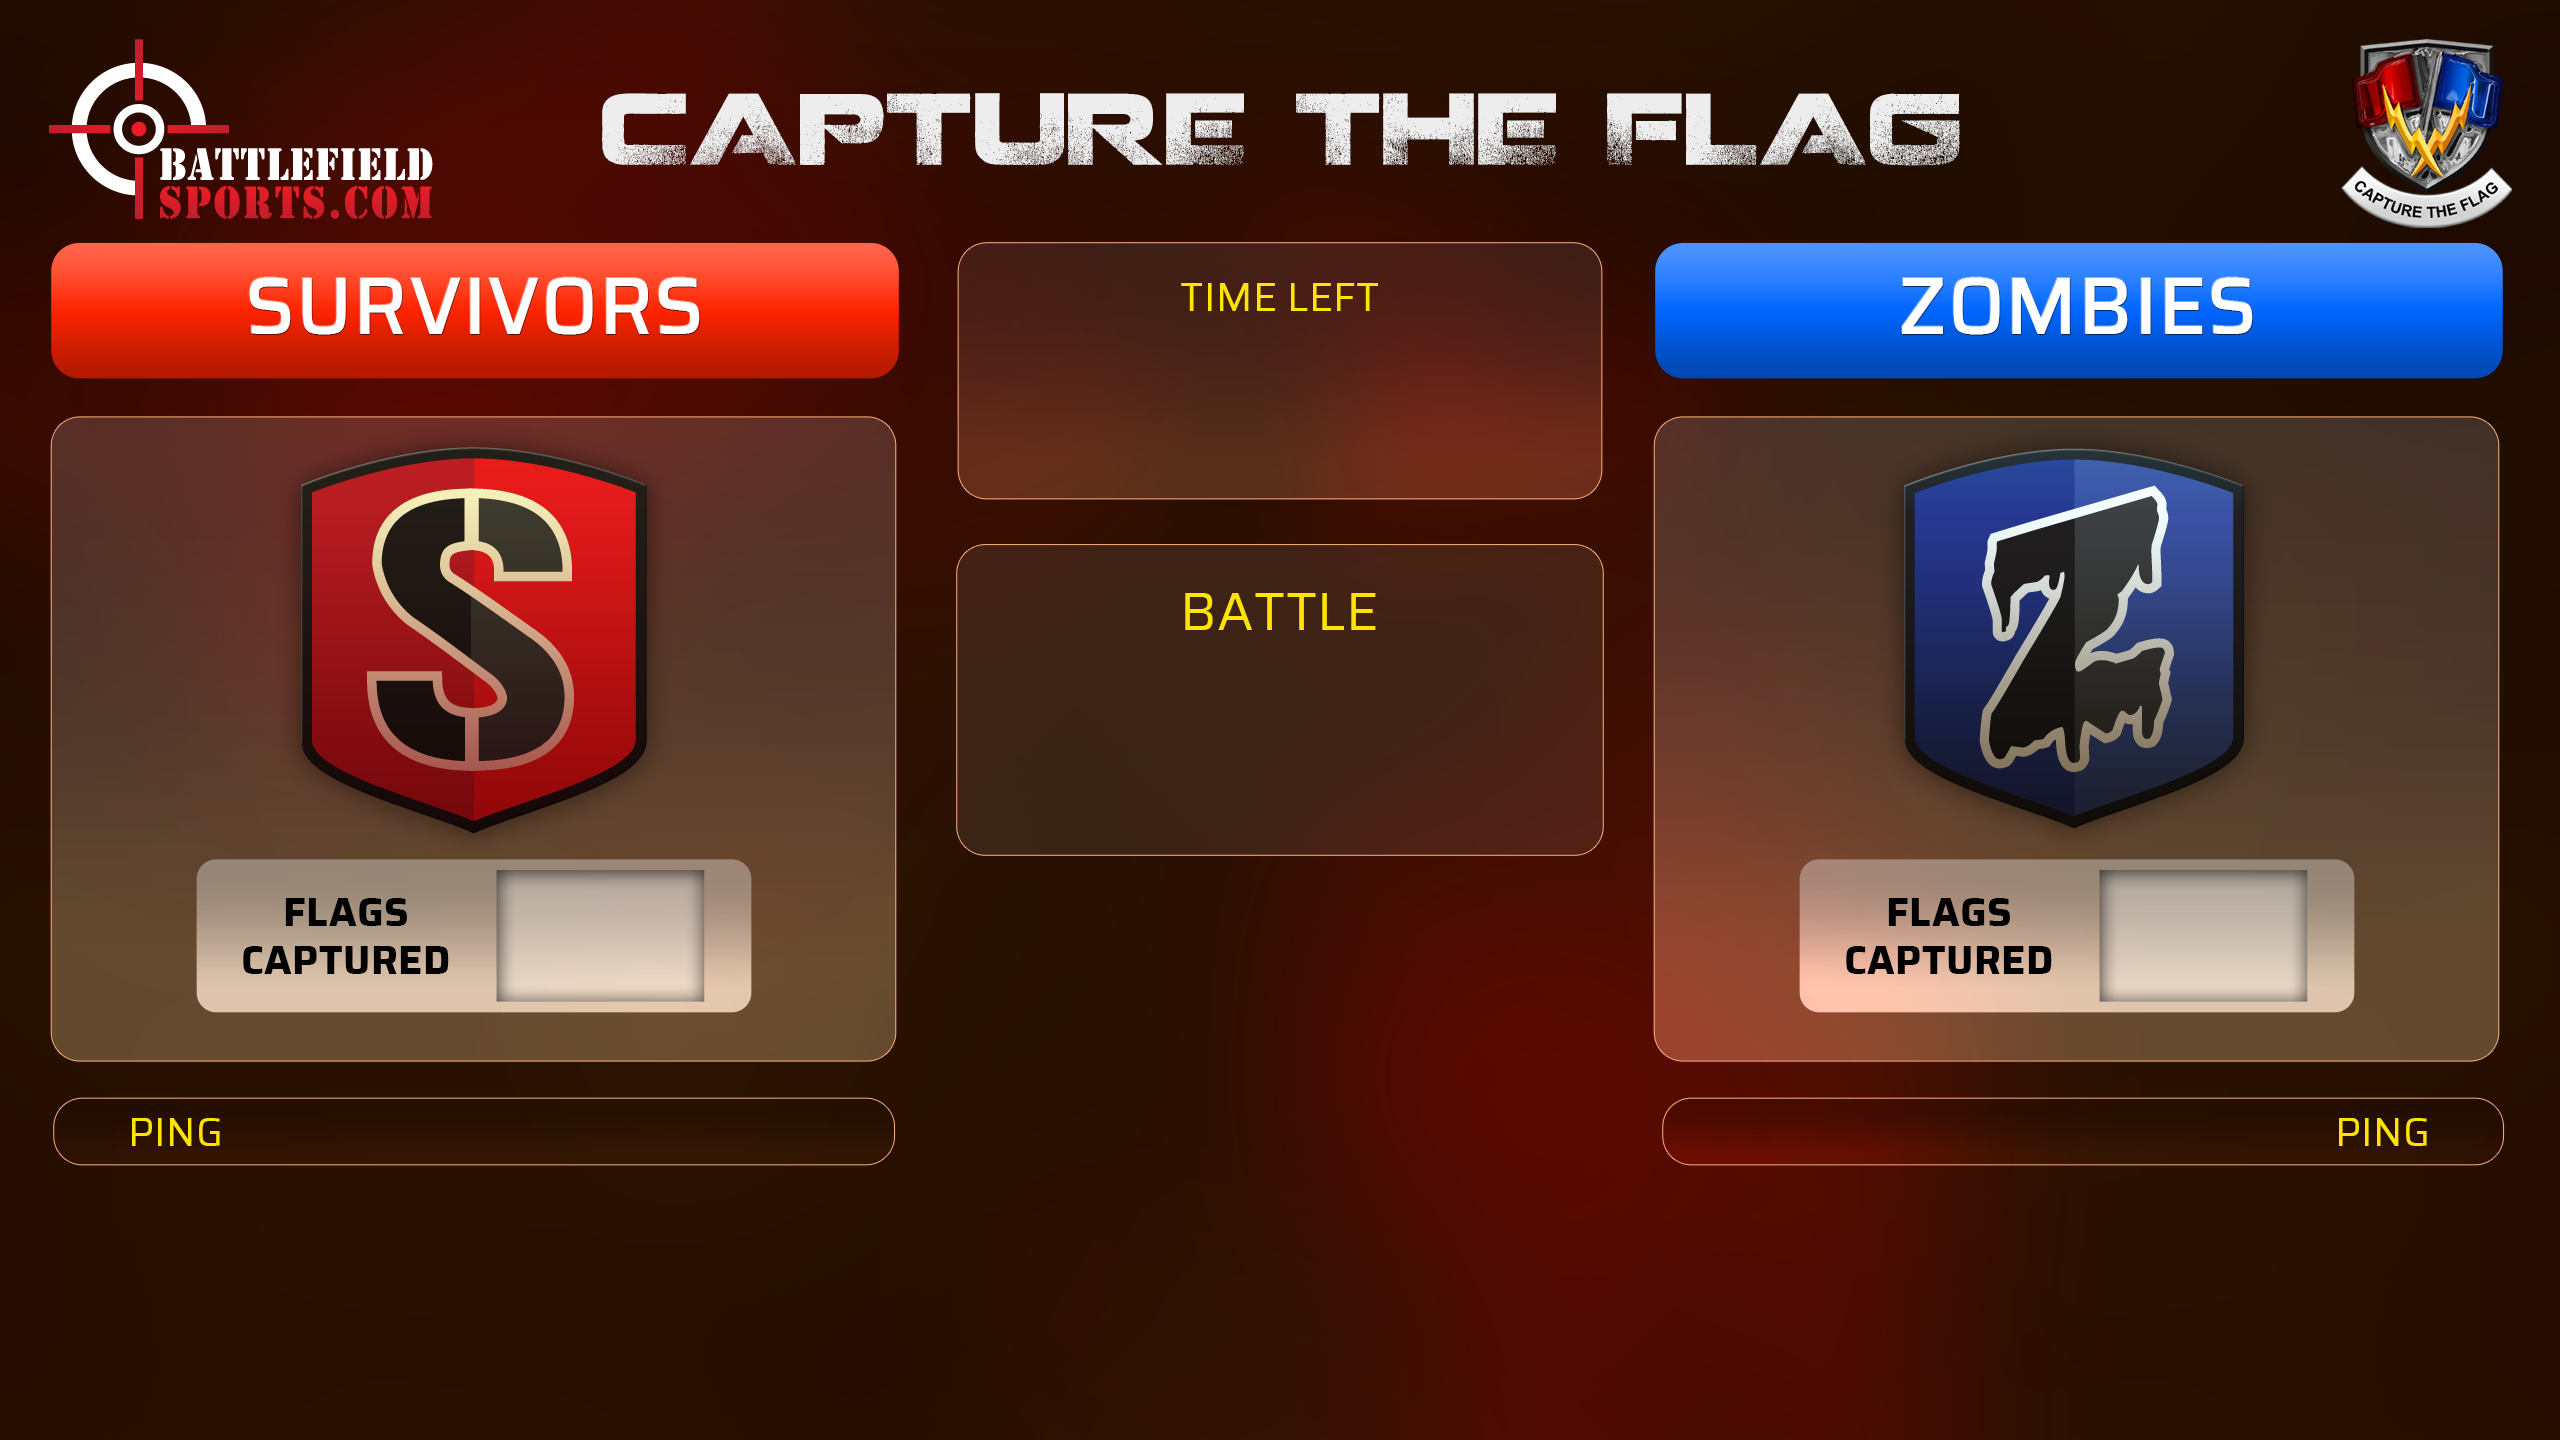 BATTLEFIELD
SPORTS.COM
CAPTURE THE FLAG
CAPTURE THE FLAG
SURVIVORS
TIME LEFT
ZOMBIES
S
Z
BATTLE
FLAGS
CAPTURED
FLAGS
CAPTURED
PING
PING